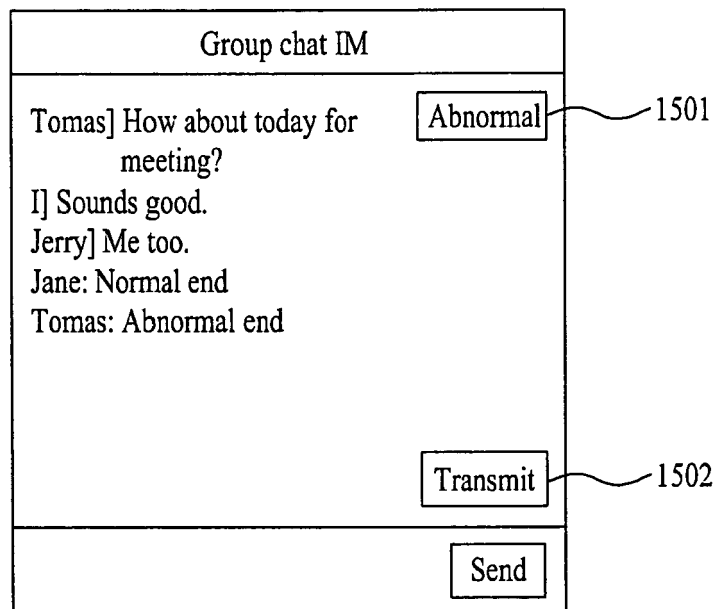 Group chat IM
Tomas] How about today for
meeting?
Abnormal
1501
I] Sounds good.
Jerry] Me too.
Jane: Normal end
Tomas: Abnormal end
Transmit
1502
Send